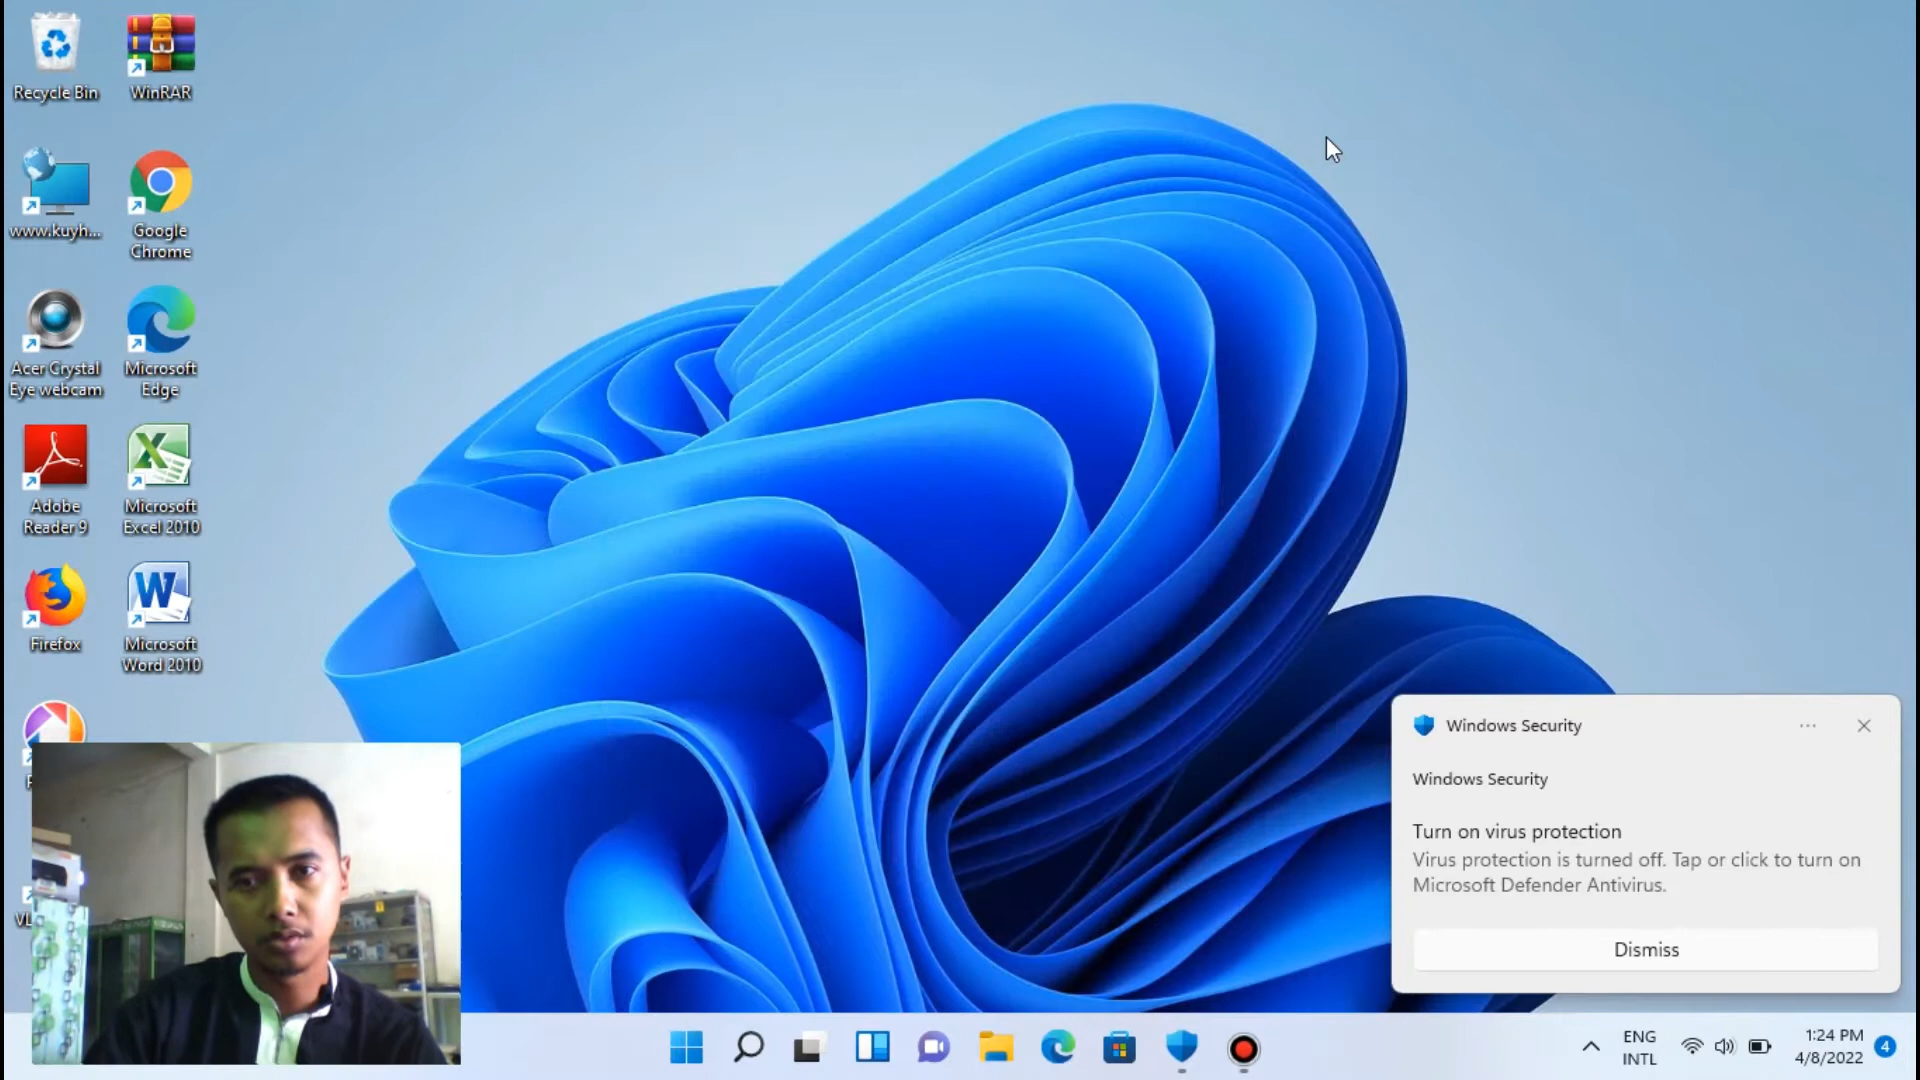 Recycle Bin
WinRAR
www.kuyh...
Google
Chrome
Acer Crystal
Eye webcam
Microsoft
Edge
Adobe
Reader 9
Microsoft
Excel 2010
Firefox
Microsoft
Word 2010
VL
Windows Security
Windows Security
Turn on virus protection
Virus protection is turned off. Tap or click to turn on
Microsoft Defender Antivirus.
Dismiss
ENG
INTL
1:24 PM
4/8/2022
4